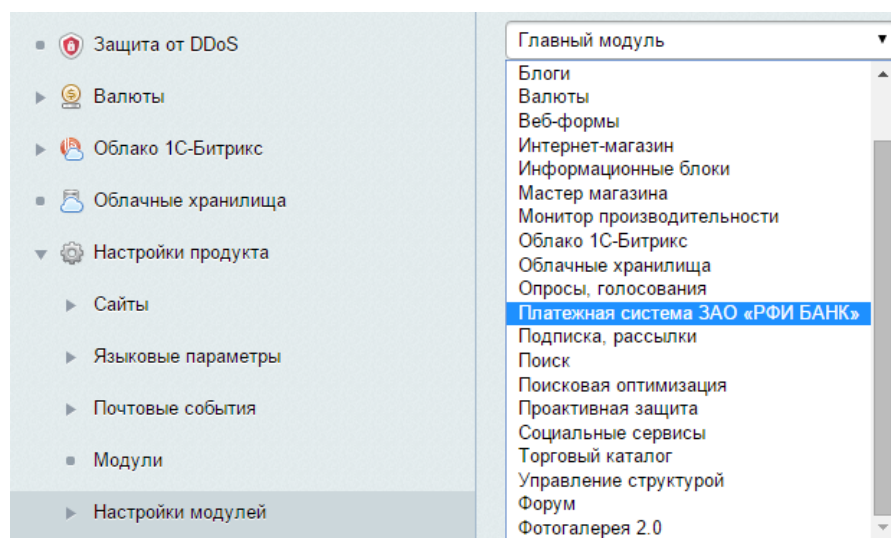 Защита от DDoS
Валюты
Облако 1С-Битрикс
Облачные хранилища
Настройки продукта
Сайты
Языковые параметры
Почтовые события
Модули
Настройки модулей
Главный модуль
Блоги
Валюты
Веб-формы
Интернет-магазин
Информационные блоки
Мастер магазина
Монитор производительности
Облако 1С-Битрикс
Облачные хранилища
Опросы, голосования
Платежная система ЗАО «РФИ БАНК»
Подписка, рассылки
Поиск
Поисковая оптимизация
Проактивная защита
Социальные сервисы
Торговый каталог
Управление структурой
Форум
Фотогалерея 2.0